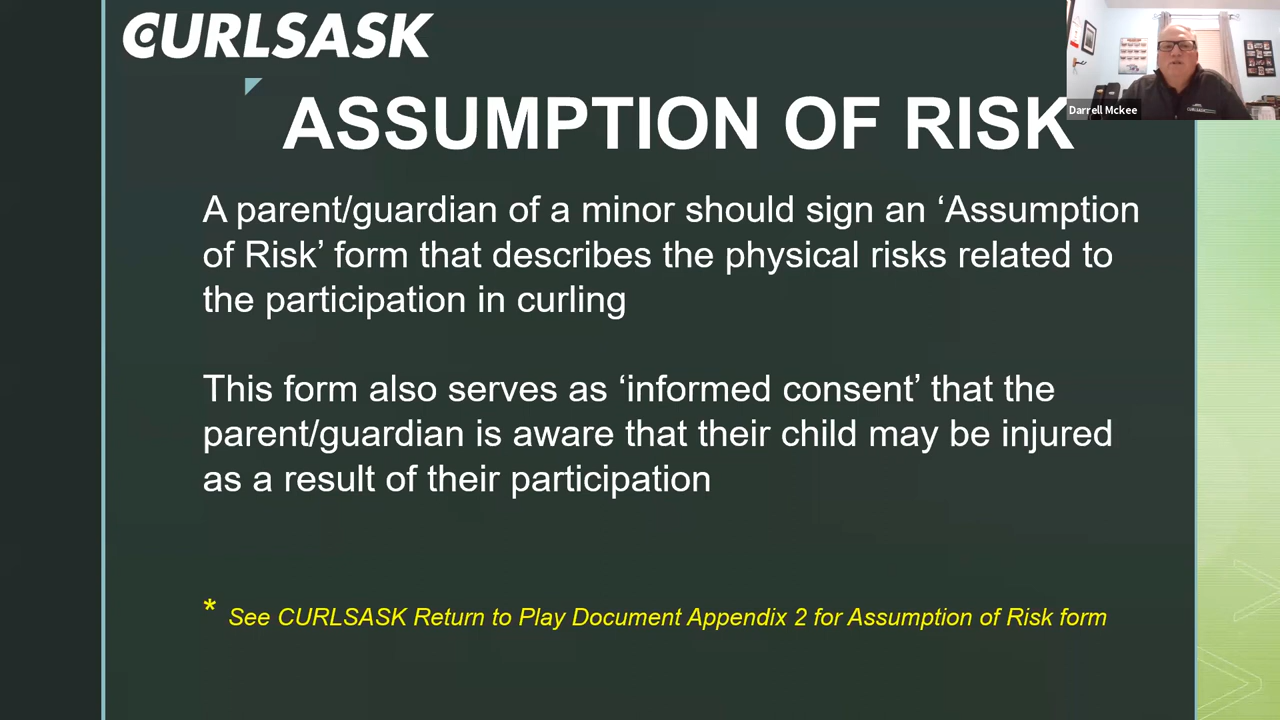 CURLSASK
Darrell Mckee
ASSUMPTION OF RISK
A parent/guardian of a minor should sign an ‘Assumption
of Risk’ form that describes the physical risks related to
the participation in curling
This form also serves as ‘informed consent’ that the
parent/guardian is aware that their child may be injured
as a result of their participation
* See CURLSASK Return to Play Document Appendix 2 for Assumption of Risk form